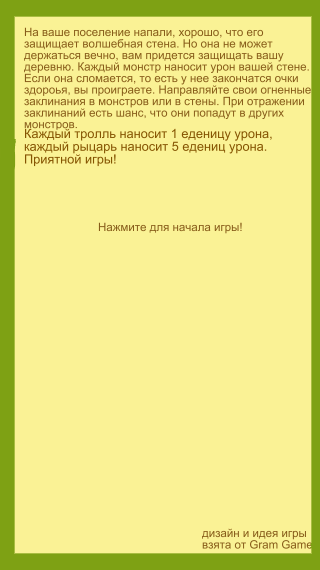 На ваше поселение напали, хорошо, что его
защищает волшебная стена. Но она не может
держаться вечно, вам придется защищать вашу
деревню. Каждый монстр наносит урон вашей стене.
Если она сломается, то есть у нее закончатся очки
здороья, вы проиграете. Направляйте свои огненные
заклинания в монстров или в стены. При отражении
заклинаний есть шанс, что они попадут в других
монстров.
Каждый тролль наносит 1 еденицу урона,
каждый рыцарь наносит 5 едениц урона.
Приятной игры!
Нажмите для начала игры!
дизайн и идея игры
взята от Gram Game